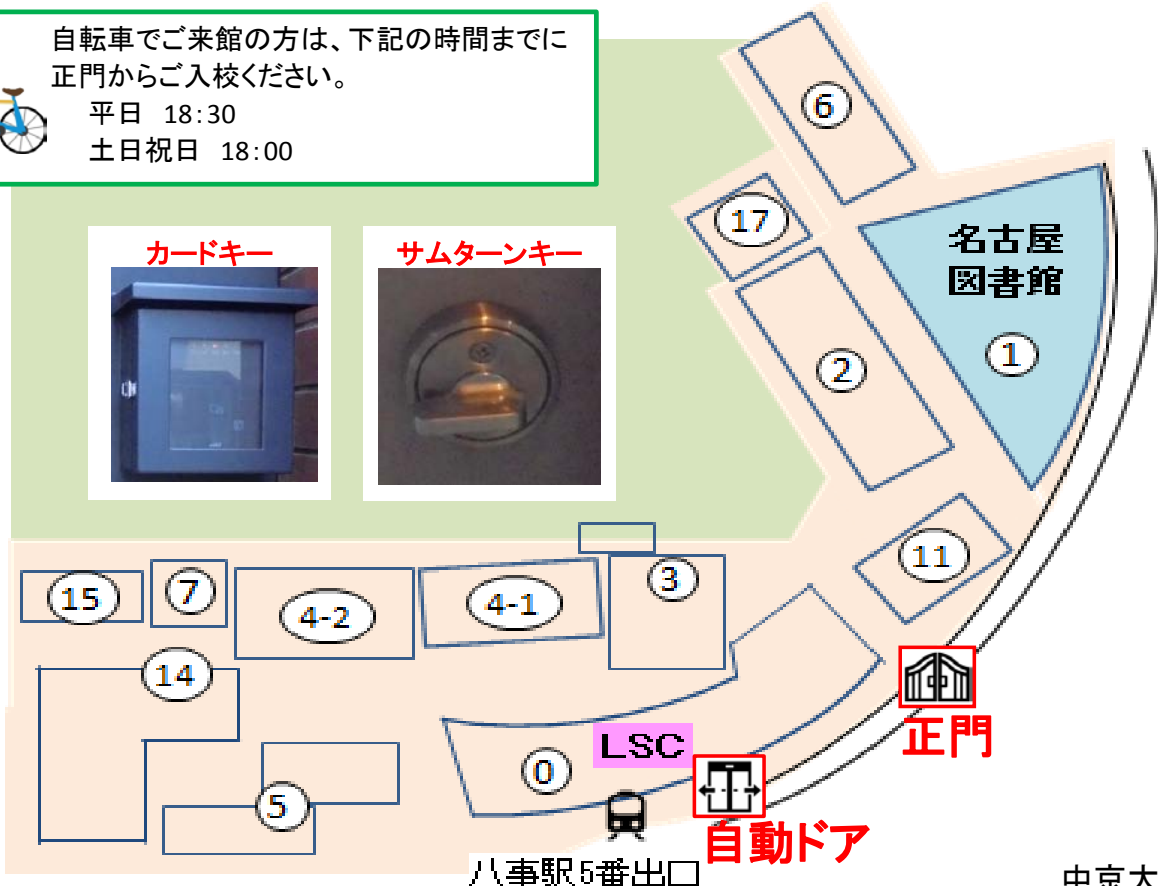 自転車でご来館の方は、下記の時間までに
正門からご入校ください。
平日 18:30
土日祝日 18:00
カードキー
サムターンキー
6
17
名古屋
図書館
1
2
11
3
4-1
4-2
7
15
14
正門
LSC
0
5
自動ドア
八事駅5番出口
中京大